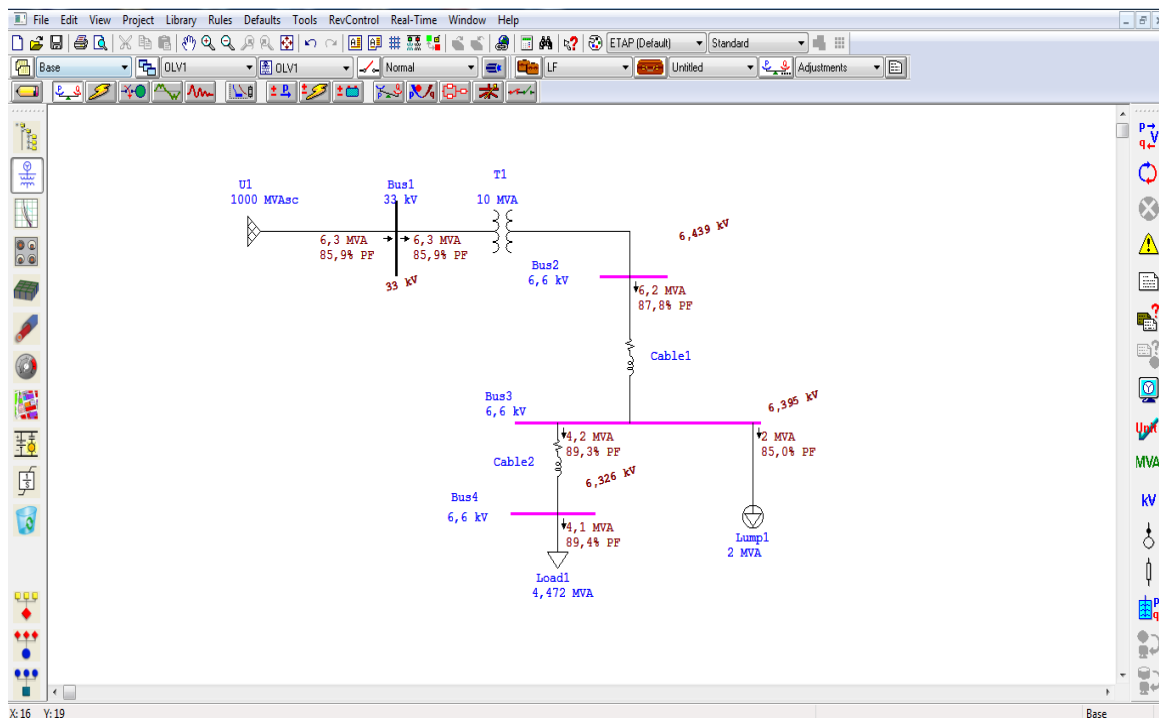 File Edit View Project Library Rules Defaults Tools RevControl Real-Time Window Help
ETAP (Default) Standard
Base OLV1 OLV1 Normal LF Untitled Adjustments
T1
10 MVA
U1
1000 MVAsc
Bus1
33 kV
6,3 MVA
85,9% PF
6,3 MVA
85,9% PF
33 kV
6,439 kV
Bus2
6,6 kV
6,2 MVA
87,8% PF
Cable1
Bus3
6,6 kV
6,395 kV
4,2 MVA
89,3% PF
2 MVA
85,0% PF
Cable2
6,326 kV
Bus4
6,6 kV
4,1 MVA
89,4% PF
Lump1
2 MVA
Load1
4,472 MVA
P
V
q
Unit
MVA
kV
P
q
X: 16 Y: 19
Base